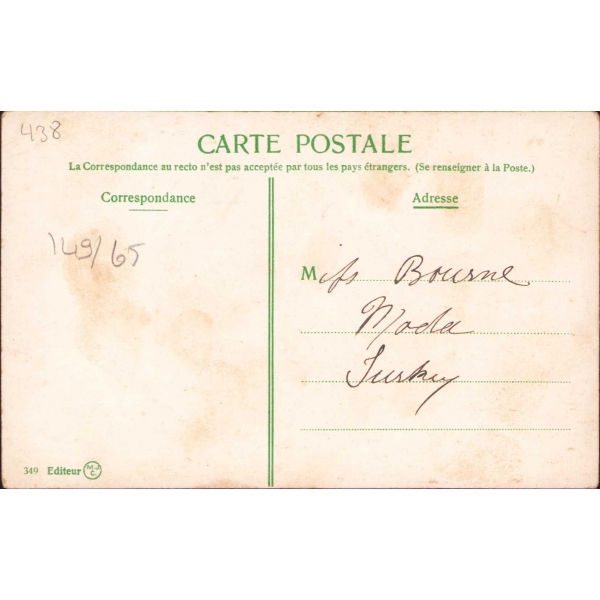 438
CARTE POSTALE
La Correspondance au recto n'est pas acceptée par tous les pays étrangers. (Se renseigner à la Poste.)
Correspondance
Adresse
149/65
Miss Bourne
Moda
Turkey
349 Editeur M.J.C.